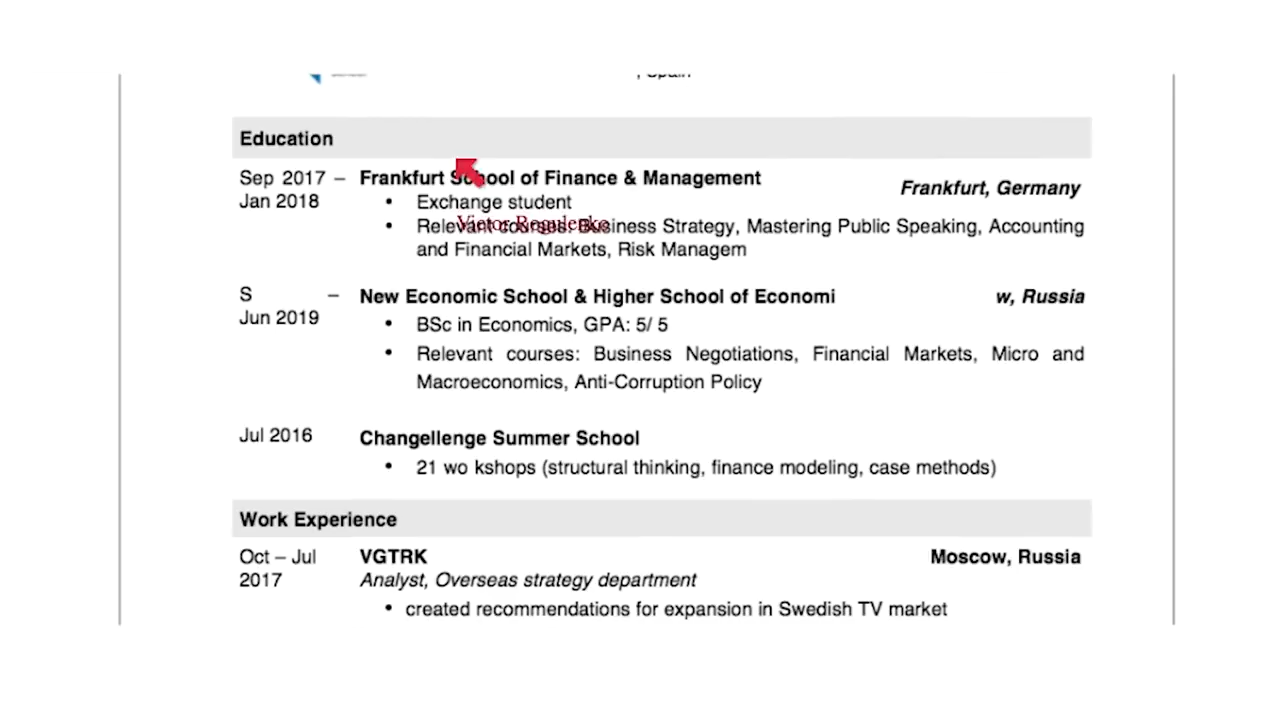 , Spain
Education
Sep 2017 – Frankfurt School of Finance & Management Frankfurt, Germany
Jan 2018
• Exchange student
• Relevant courses: Business Strategy, Mastering Public Speaking, Accounting
and Financial Markets, Risk Managem
S – New Economic School & Higher School of Economi w, Russia
Jun 2019
• BSc in Economics, GPA: 5/ 5
• Relevant courses: Business Negotiations, Financial Markets, Micro and
Macroeconomics, Anti-Corruption Policy
Jul 2016 Changellenge Summer School
• 21 wo kshops (structural thinking, finance modeling, case methods)
Work Experience
Oct – Jul VGTRK Moscow, Russia
2017 Analyst, Overseas strategy department
• created recommendations for expansion in Swedish TV market